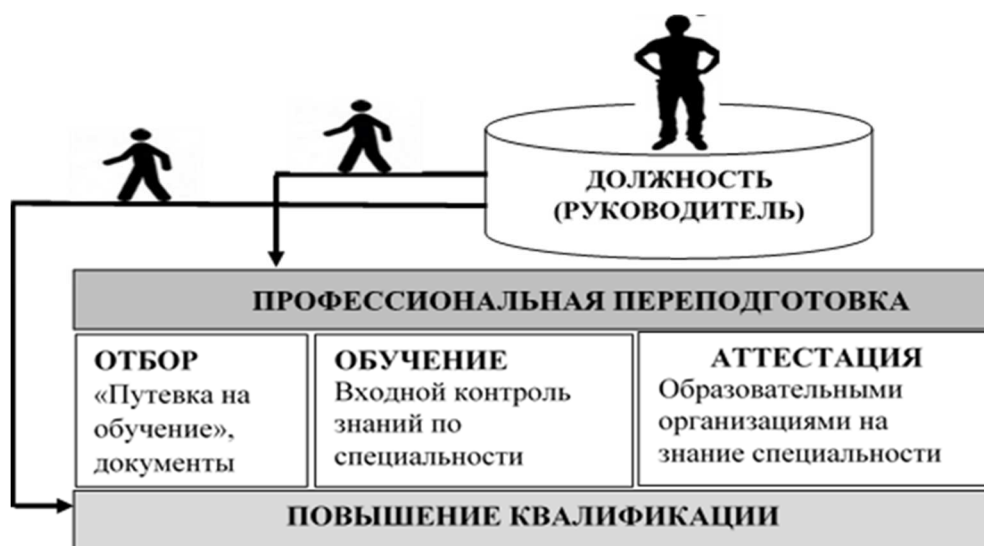 ДОЛЖНОСТЬ
(РУКОВОДИТЕЛЬ)
ПРОФЕССИОНАЛЬНАЯ ПЕРЕПОДГОТОВКА
ОТБОР
«Путевка на
обучение»,
документы
ОБУЧЕНИЕ
Входной контроль
знаний по
специальности
АТТЕСТАЦИЯ
Образовательными
организациями на
знание специальности
ПОВЫШЕНИЕ КВАЛИФИКАЦИИ